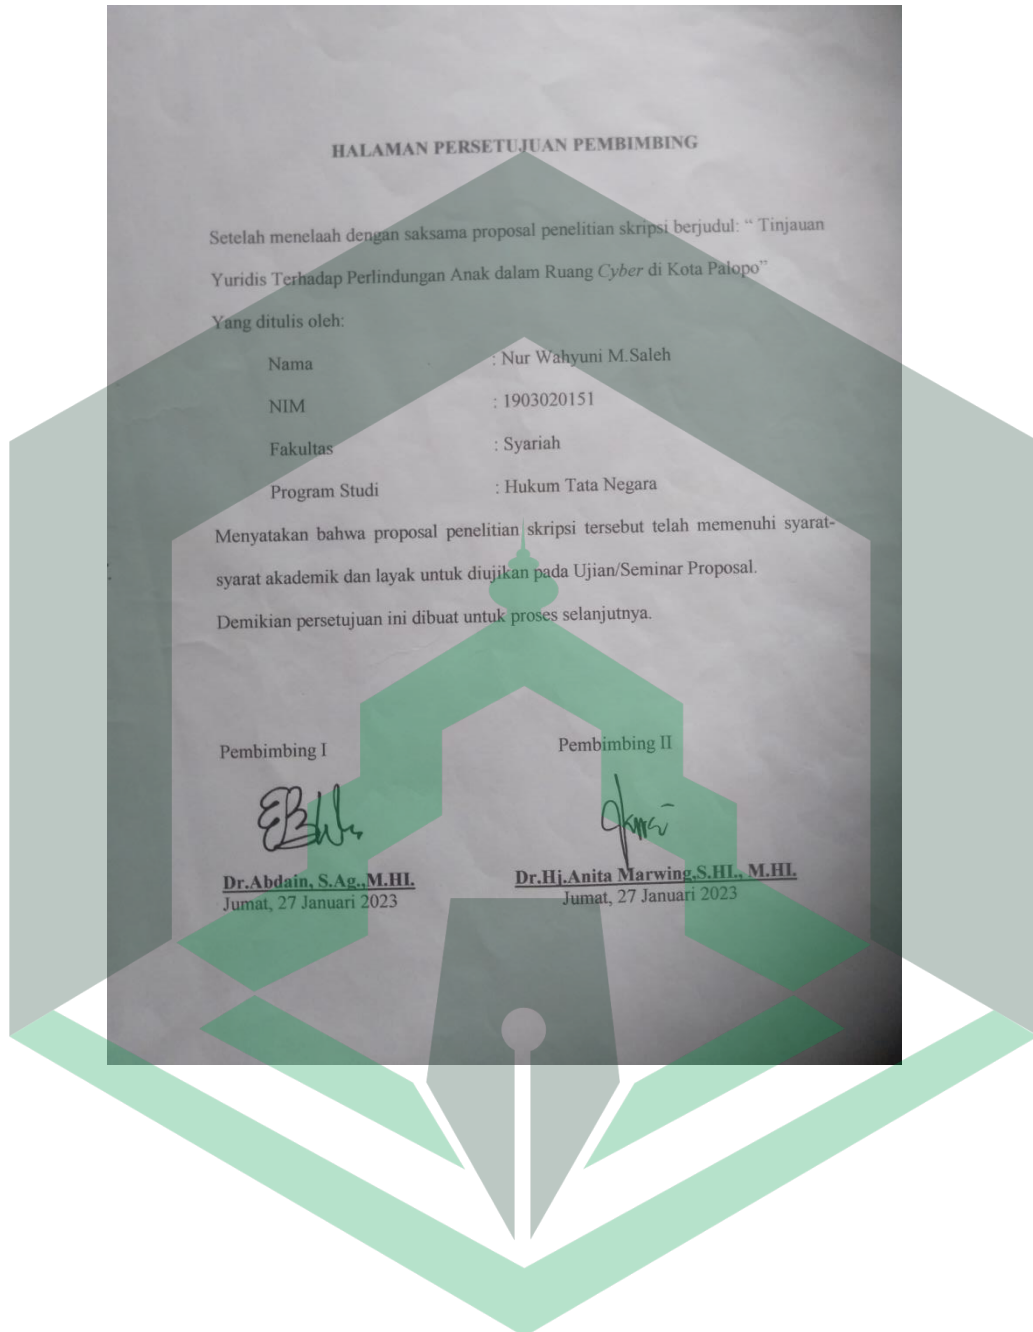 HALAMAN PERSETUJUAN PEMBIMBING
Setelah menelaah dengan saksama proposal penelitian skripsi berjudul: “ Tinjauan
Yuridis Terhadap Perlindungan Anak dalam Ruang Cyber di Kota Palopo”
Yang ditulis oleh:
Nama : Nur Wahyuni M.Saleh
NIM : 1903020151
Fakultas : Syariah
Program Studi : Hukum Tata Negara
Menyatakan bahwa proposal penelitian skripsi tersebut telah memenuhi syarat-
syarat akademik dan layak untuk diujikan pada Ujian/Seminar Proposal.
Demikian persetujuan ini dibuat untuk proses selanjutnya.
Pembimbing I Pembimbing II
Dr.Abdain, S.Ag.,M.HI. Dr.Hj.Anita Marwing,S.HI., M.HI.
Jumat, 27 Januari 2023 Jumat, 27 Januari 2023